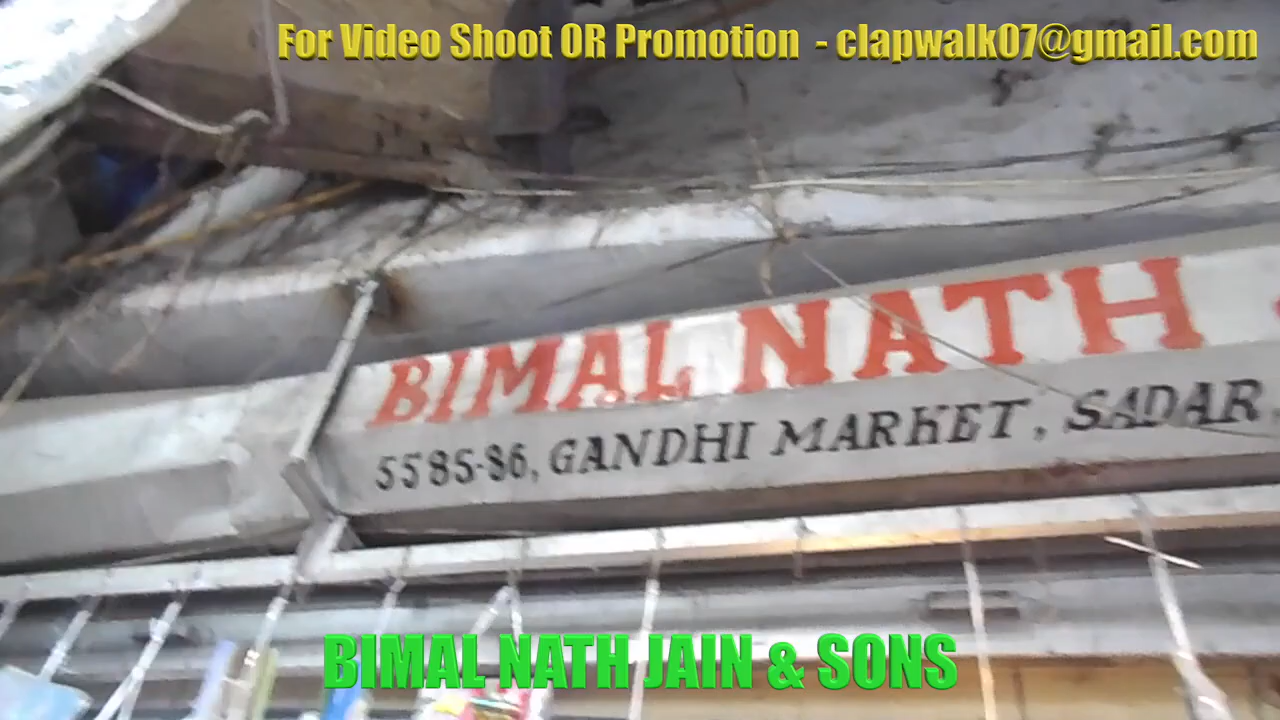 For Video Shoot OR Promotion - clapwalk07@gmail.com
BIMAL NATH
5585-86, GANDHI MARKET, SADAR
BIMAL NATH JAIN & SONS